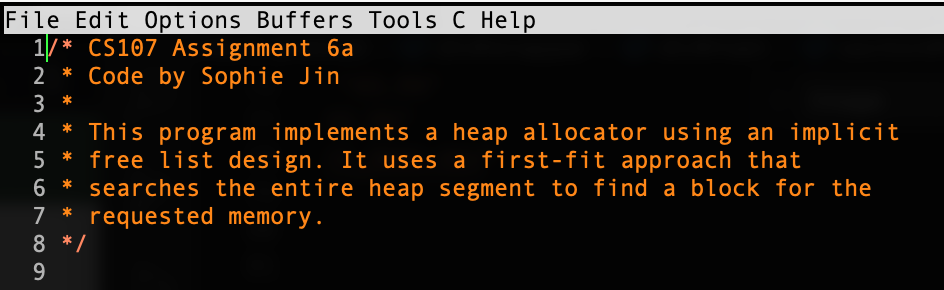 File Edit Options Buffers Tools C Help
1/* CS107 Assignment 6a
2 * Code by Sophie Jin
3 *
4 * This program implements a heap allocator using an implicit
5 * free list design. It uses a first-fit approach that
6 * searches the entire heap segment to find a block for the
7 * requested memory.
8 */
9